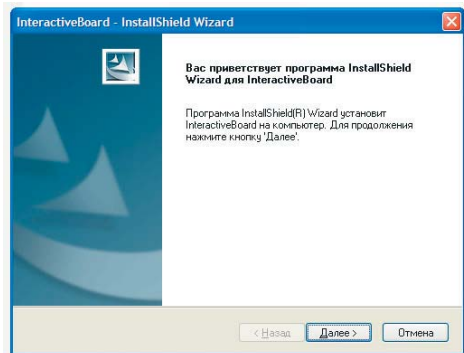 InteractiveBoard - InstallShield Wizard
Вас приветствует программа InstallShield
Wizard для InteractiveBoard
Программа InstallShield(R) Wizard установит
InteractiveBoard на компьютер. Для продолжения
нажмите кнопку 'Далее'.
< Назад Далее > Отмена